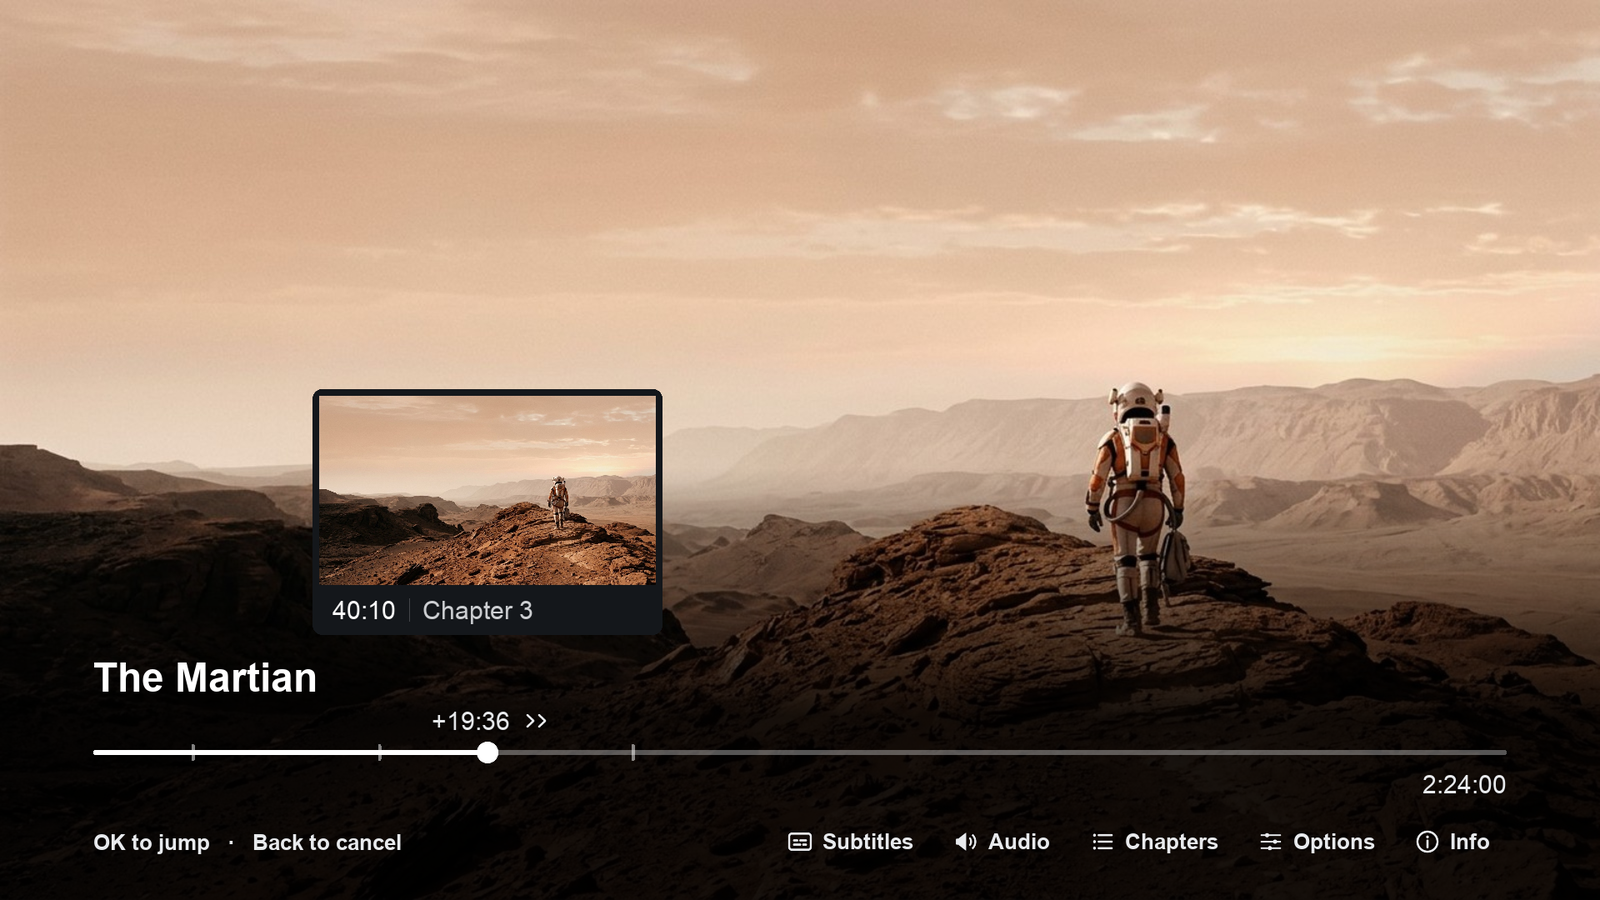 40:10 Chapter 3
The Martian
+19:36
2:24:00
OK to jump · Back to cancel
Subtitles Audio Chapters Options Info